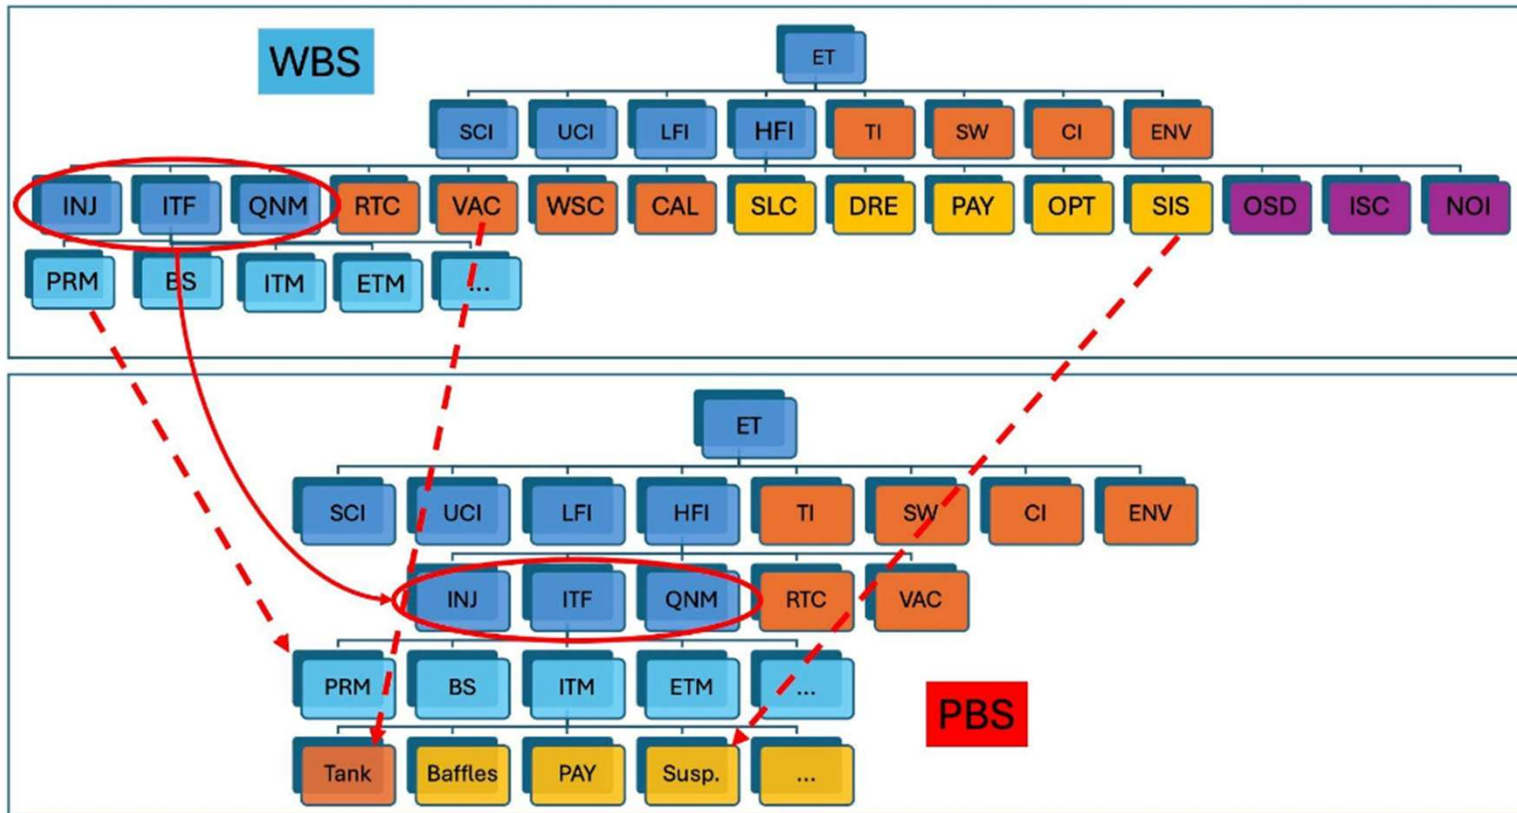 WBS
ET
SCI UCI LFI HFI TI SW CI ENV
INJ ITF QNM RTC VAC WSC CAL SLC DRE PAY OPT SIS OSD ISC NOI
PRM BS ITM ETM ...
ET
SCI UCI LFI HFI TI SW CI ENV
INJ ITF QNM RTC VAC
PRM BS ITM ETM ...
PBS
Tank Baffles PAY Susp. ...